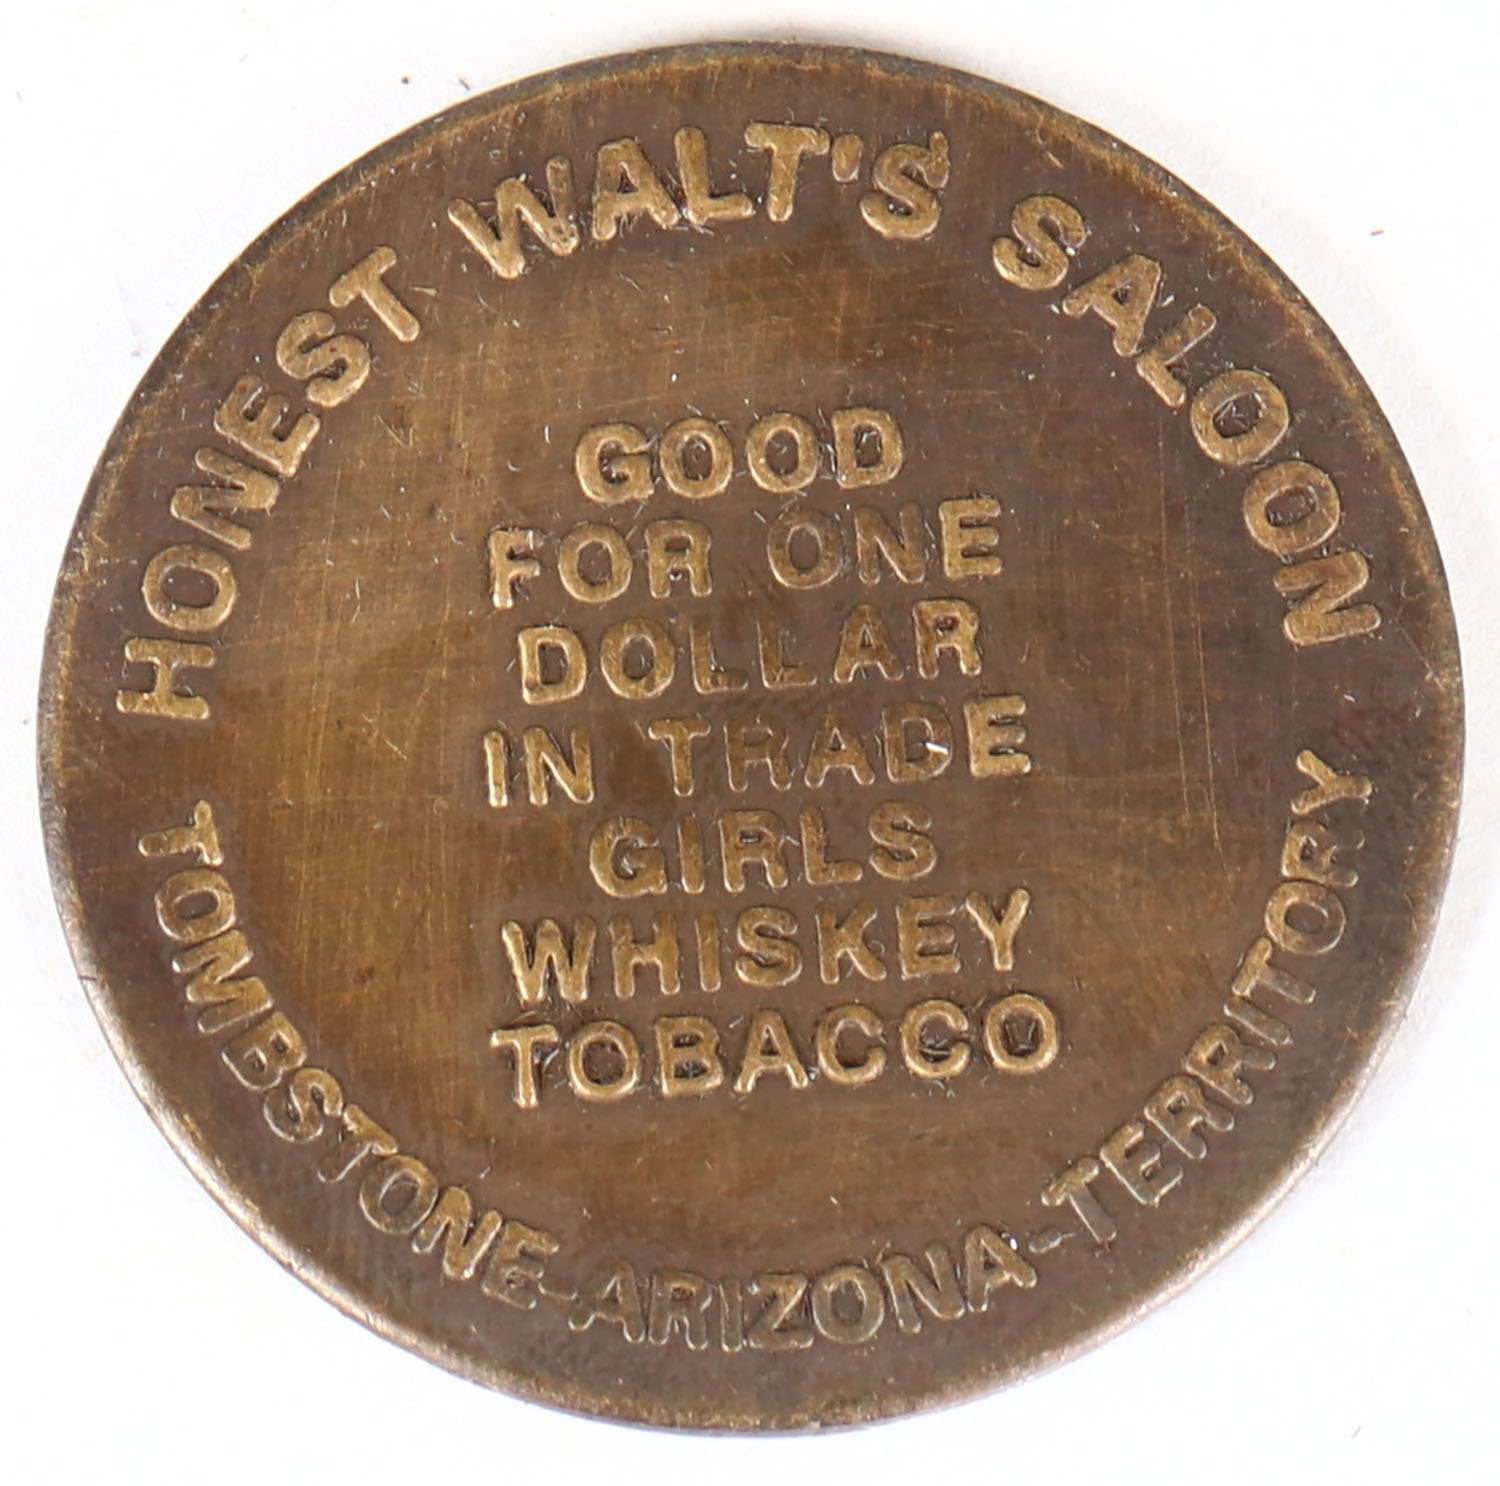 HONEST WALT'S SALOON
GOOD
FOR ONE
DOLLAR
IN TRADE
GIRLS
WHISKEY
TOBACCO
TOMBSTONE-ARIZONA-TERRITORY